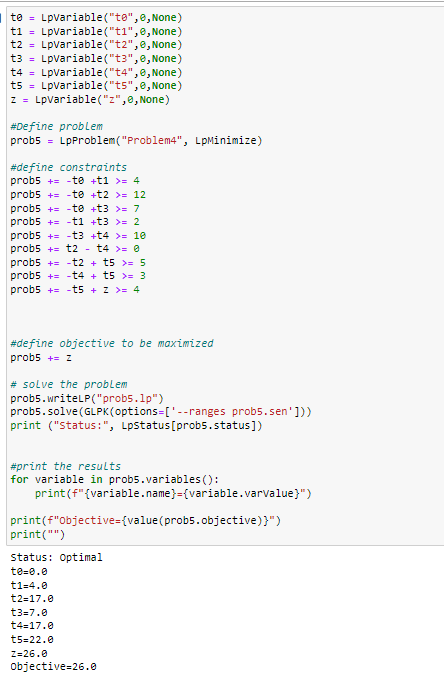 t0 = LpVariable("t0",0,None)
t1 = LpVariable("t1",0,None)
t2 = LpVariable("t2",0,None)
t3 = LpVariable("t3",0,None)
t4 = LpVariable("t4",0,None)
t5 = LpVariable("t5",0,None)
z = LpVariable("z",0,None)
#Define problem
prob5 = LpProblem("Problem4", LpMinimize)
#define constraints
prob5 += -t0 +t1 >= 4
prob5 += -t0 +t2 >= 12
prob5 += -t0 +t3 >= 7
prob5 += -t1 +t3 >= 2
prob5 += -t3 +t4 >= 10
prob5 += t2 - t4 >= 0
prob5 += -t2 + t5 >= 5
prob5 += -t4 + t5 >= 3
prob5 += -t5 + z >= 4
#define objective to be maximized
prob5 += z
# solve the problem
prob5.writeLP("prob5.lp")
prob5.solve(GLPK(options=['--ranges prob5.sen']))
print ("Status:", LpStatus[prob5.status])
#print the results
for variable in prob5.variables():
    print(f"{variable.name}={variable.varValue}")
print(f"Objective={value(prob5.objective)}")
print("")
Status: Optimal
t0=0.0
t1=4.0
t2=17.0
t3=7.0
t4=17.0
t5=22.0
z=26.0
Objective=26.0